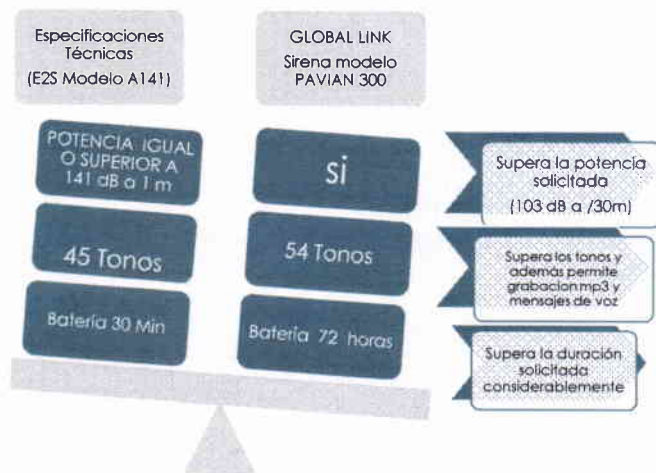 Especificaciones
Técnicas
(E2S Modelo A141)
GLOBAL LINK
Sirena modelo
PAVIAN 300
POTENCIA IGUAL
O SUPERIOR A
141 dB a 1 m
si
Supera la potencia
solicitada
(103 dB a /30m)
45 Tonos
54 Tonos
Supera los tonos y
además permite
grabacion mp3 y
mensajes de voz
Batería 30 Min
Batería 72 horas
Supera la duración
solicitada
considerablemente